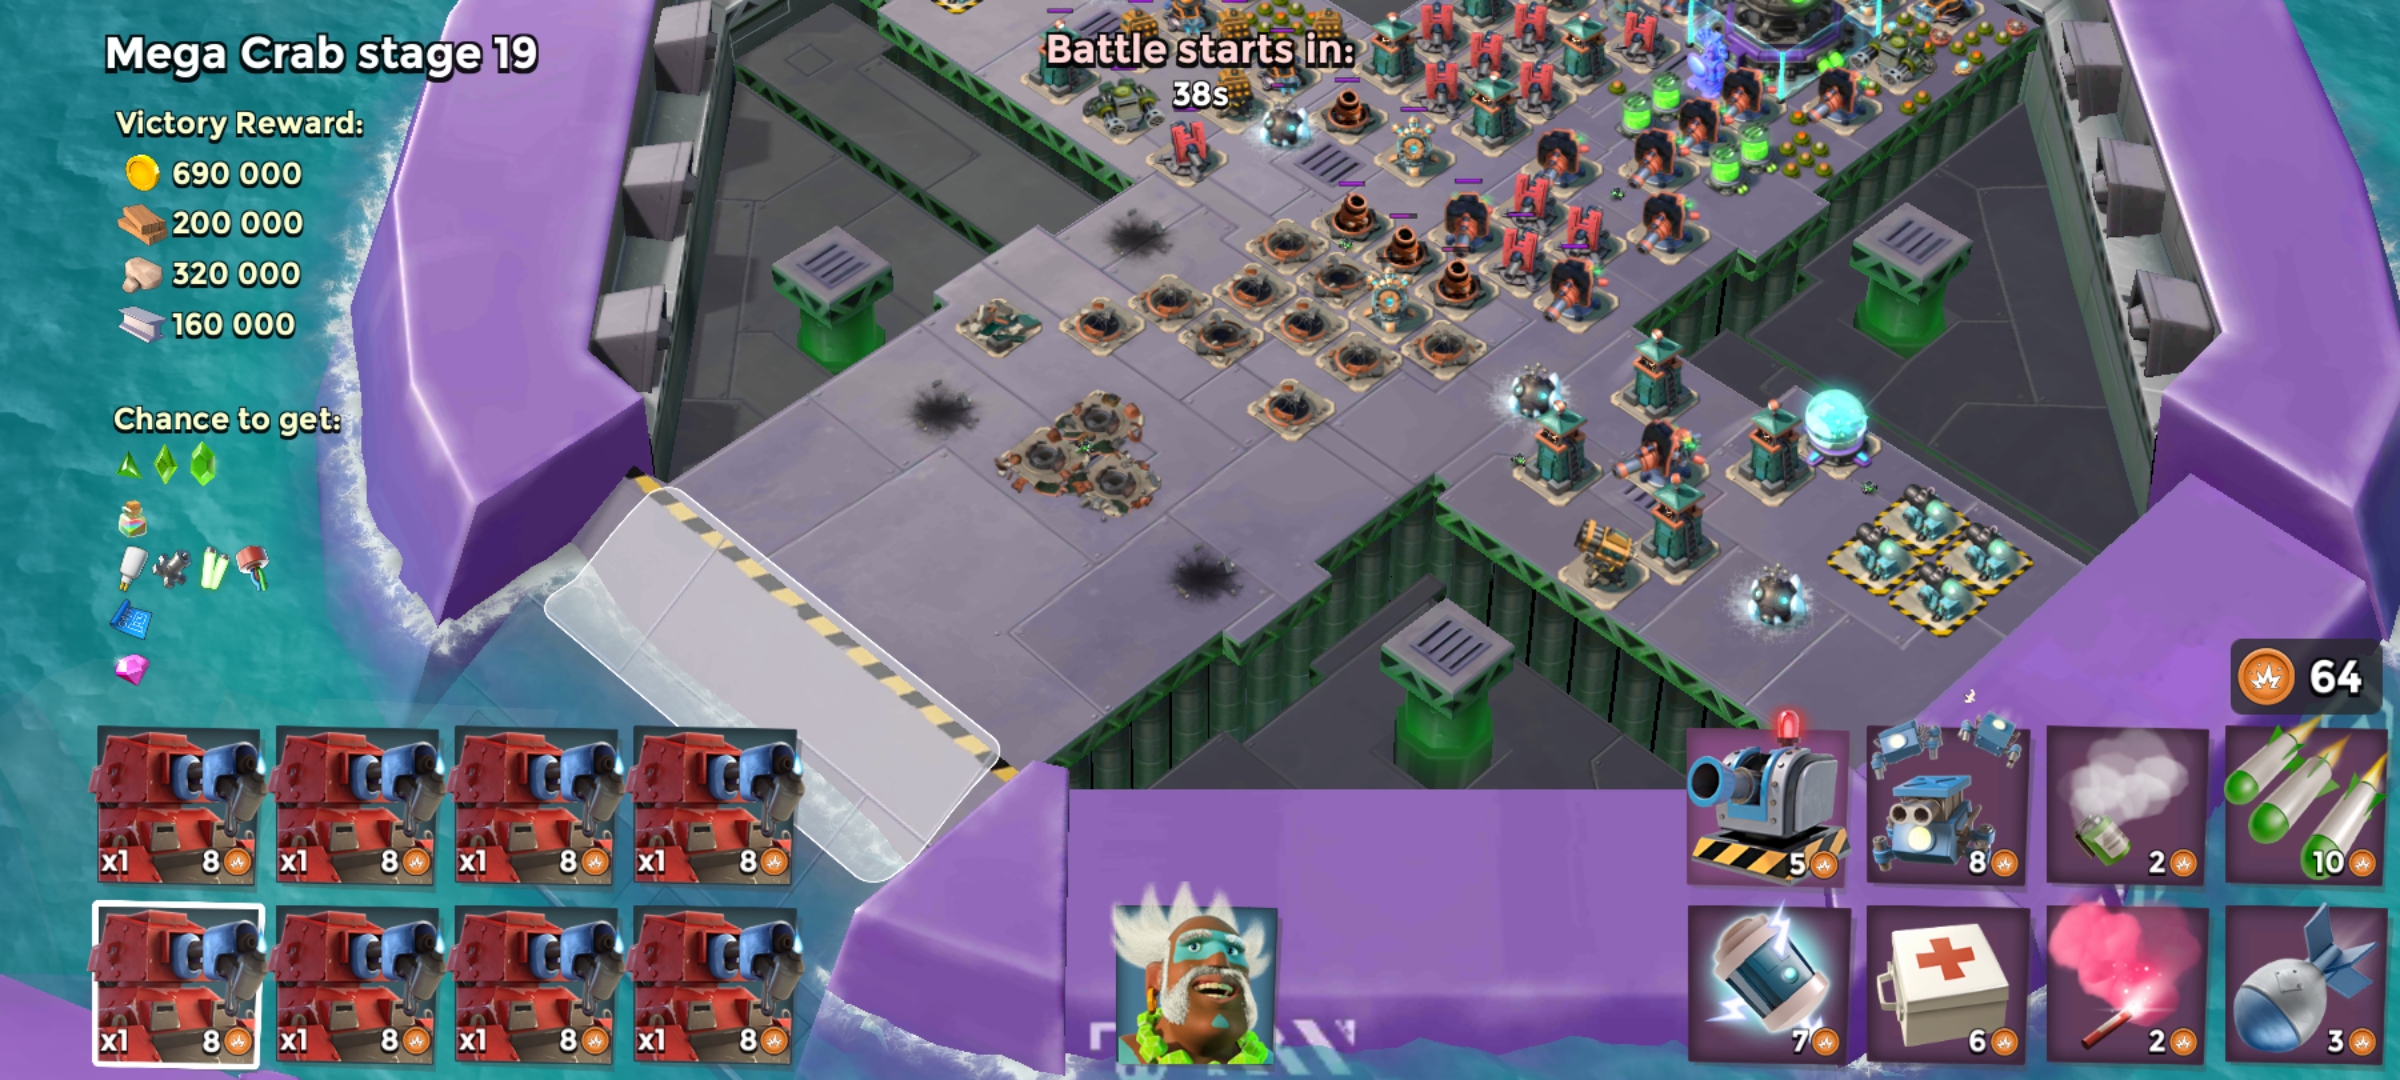 Mega Crab stage 19
Battle starts in:
38s
Victory Reward:
690 000
200 000
320 000
160 000
Chance to get:
64
x1 8
x1 8
x1 8
x1 8
5
8
2
10
x1 8
x1 8
x1 8
x1 8
7
6
2
3